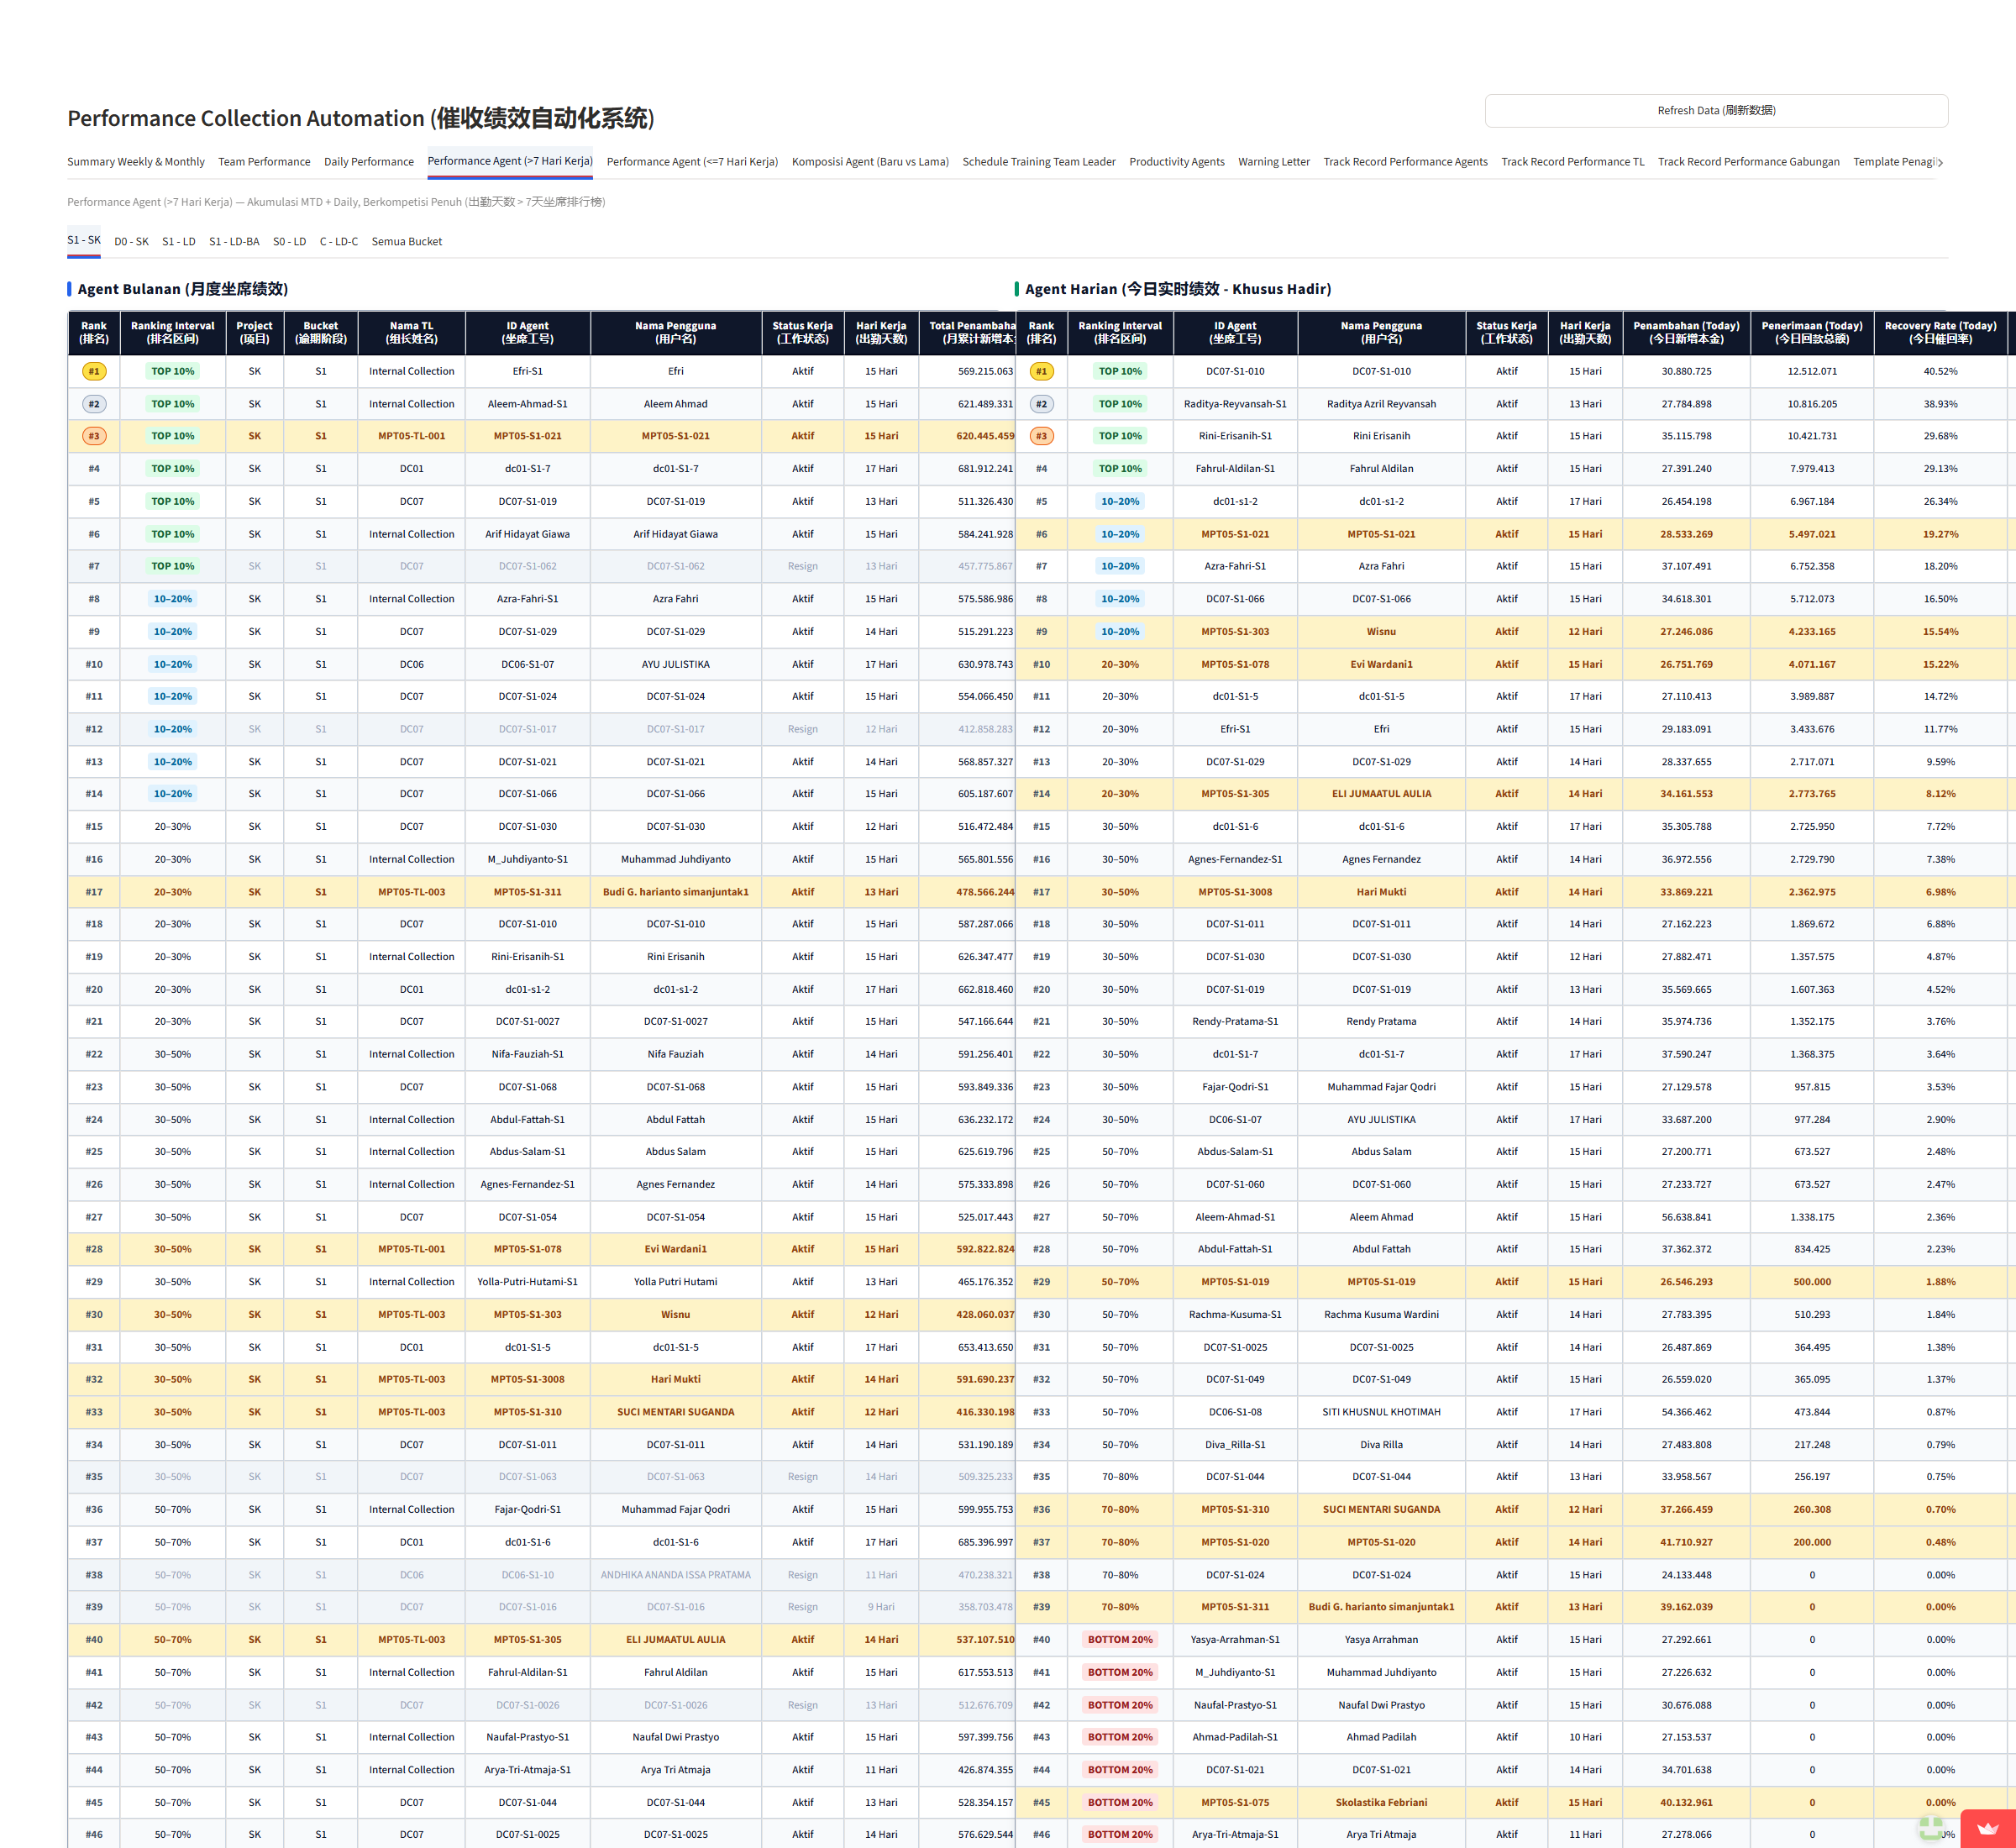 Performance Collection Automation (催收绩效自动化系统)
Refresh Data (刷新数据)
Summary Weekly & Monthly Team Performance Daily Performance Performance Agent (>7 Hari Kerja) Performance Agent (<=7 Hari Kerja) Komposisi Agent (Baru vs Lama) Schedule Training Team Leader Productivity Agents Warning Letter Track Record Performance Agents Track Record Performance TL Track Record Performance Gabungan Template
Performance Agent (>7 Hari Kerja) — Akumulasi MTD + Daily, Berkompetisi Penuh (出勤天数 > 7天坐席排行榜)
S1 - SK D0 - SK S1 - LD S1 - LD-BA S0 - LD C - LD-C Semua Bucket
Agent Bulanan (月度坐席绩效)
Rank Ranking Interval Project Bucket Nama TL ID Agent Nama Pengguna Status Kerja Hari Kerja Total
(排名) (排名区间) (项目) (逾期阶段) (组长姓名) (坐席工号) (用户名) (工作状态) (出勤天数) (月累计新增本
#1 TOP 10% SK S1 Internal Collection Efri-S1 Efri Aktif 15 Hari 569.215.063
#2 TOP 10% SK S1 Internal Collection Aleem-Ahmad-S1 Aleem Ahmad Aktif 15 Hari 621.489.331
#3 TOP 10% SK S1 MPT05-TL-001 MPT05-S1-021 MPT05-S1-021 Aktif 15 Hari 620.445.459
#4 TOP 10% SK S1 DC01 dc01-s1-7 dc01-s1-7 Aktif 17 Hari 681.912.241
#5 TOP 10% SK S1 DC07 DC07-S1-019 DC07-S1-019 Aktif 13 Hari 511.326.430
#6 TOP 10% SK S1 Internal Collection Arif Hidayat Giawa Arif Hidayat Giawa Aktif 15 Hari 584.241.928
#7 TOP 10% SK S1 DC07 DC07-S1-062 DC07-S1-062 Resign 13 Hari 457.775.867
#8 10–20% SK S1 Internal Collection Azra-Fahri-S1 Azra Fahri Aktif 15 Hari 575.586.986
#9 10–20% SK S1 DC07 DC07-S1-029 DC07-S1-029 Aktif 14 Hari 515.291.223
#10 10–20% SK S1 DC06 DC06-S1-07 AYU JULISTIKA Aktif 17 Hari 630.978.743
#11 10–20% SK S1 DC07 DC07-S1-024 DC07-S1-024 Aktif 15 Hari 554.066.450
#12 10–20% SK S1 DC07 DC07-S1-017 DC07-S1-017 Resign 12 Hari 412.858.283
#13 10–20% SK S1 DC07 DC07-S1-021 DC07-S1-021 Aktif 14 Hari 568.857.327
#14 10–20% SK S1 DC07 DC07-S1-066 DC07-S1-066 Aktif 15 Hari 605.187.607
#15 20–30% SK S1 DC07 DC07-S1-030 DC07-S1-030 Aktif 12 Hari 516.472.484
#16 20–30% SK S1 Internal Collection M_Juhdiyanto-S1 Muhammad Juhdiyanto Aktif 15 Hari 565.801.556
#17 20–30% SK S1 MPT05-TL-003 MPT05-S1-311 Budi G. harianto simanjuntak1 Aktif 13 Hari 478.566.244
#18 20–30% SK S1 DC07 DC07-S1-010 DC07-S1-010 Aktif 15 Hari 587.287.066
#19 20–30% SK S1 Internal Collection Rini-Erisanih-S1 Rini Erisanih Aktif 15 Hari 626.347.477
#20 20–30% SK S1 DC01 dc01-s1-2 dc01-s1-2 Aktif 17 Hari 662.818.460
#21 20–30% SK S1 DC07 DC07-S1-0027 DC07-S1-0027 Aktif 15 Hari 547.166.644
#22 30–50% SK S1 Internal Collection Nifa-Fauziah-S1 Nifa Fauziah Aktif 14 Hari 591.256.401
#23 30–50% SK S1 DC07 DC07-S1-068 DC07-S1-068 Aktif 15 Hari 593.849.336
#24 30–50% SK S1 Internal Collection Abdul-Fattah-S1 Abdul Fattah Aktif 15 Hari 636.232.172
#25 30–50% SK S1 Internal Collection Abdus-Salam-S1 Abdus Salam Aktif 15 Hari 625.619.796
#26 30–50% SK S1 Internal Collection Agnes-Fernandez-S1 Agnes Fernandez Aktif 14 Hari 575.333.898
#27 30–50% SK S1 DC07 DC07-S1-054 DC07-S1-054 Aktif 15 Hari 525.017.443
#28 30–50% SK S1 MPT05-TL-001 MPT05-S1-078 Evi Wardani1 Aktif 15 Hari 592.822.824
#29 30–50% SK S1 Internal Collection Yolla-Putri-Hutami-S1 Yolla Putri Hutami Aktif 13 Hari 465.176.352
#30 30–50% SK S1 MPT05-TL-003 MPT05-S1-303 Wisnu Aktif 12 Hari 428.060.037
#31 30–50% SK S1 DC01 dc01-S1-5 dc01-S1-5 Aktif 17 Hari 653.413.650
#32 30–50% SK S1 MPT05-TL-003 MPT05-S1-3008 Hari Mukti Aktif 14 Hari 591.690.237
#33 30–50% SK S1 MPT05-TL-003 MPT05-S1-310 SUCI MENTARI SUGANDA Aktif 12 Hari 416.330.198
#34 30–50% SK S1 DC07 DC07-S1-011 DC07-S1-011 Aktif 14 Hari 531.190.189
#35 30–50% SK S1 DC07 DC07-S1-063 DC07-S1-063 Resign 14 Hari 509.325.233
#36 50–70% SK S1 Internal Collection Fajar-Qodri-S1 Muhammad Fajar Qodri Aktif 15 Hari 599.955.753
#37 50–70% SK S1 DC01 dc01-S1-6 dc01-S1-6 Aktif 17 Hari 685.396.997
#38 50–70% SK S1 DC06 DC06-S1-10 ANDHIKA ANANDA ISSA PRATAMA Resign 11 Hari 470.238.321
#39 50–70% SK S1 DC07 DC07-S1-016 DC07-S1-016 Resign 9 Hari 358.703.478
#40 50–70% SK S1 MPT05-TL-003 MPT05-S1-305 ELI JUMAATUL AULIA Aktif 14 Hari 537.107.510
#41 50–70% SK S1 Internal Collection Fahrul-Aldilan-S1 Fahrul Aldilan Aktif 15 Hari 617.553.513
#42 50–70% SK S1 DC07 DC07-S1-0026 DC07-S1-0026 Resign 13 Hari 512.676.709
#43 50–70% SK S1 Internal Collection Naufal-Prastyo-S1 Naufal Dwi Prastyo Aktif 15 Hari 597.399.756
#44 50–70% SK S1 Internal Collection Arya-Tri-Atmaja-S1 Arya Tri Atmaja Aktif 11 Hari 426.874.355
#45 50–70% SK S1 DC07 DC07-S1-044 DC07-S1-044 Aktif 13 Hari 528.354.157
#46 50–70% SK S1 DC07 DC07-S1-0025 DC07-S1-0025 Aktif 14 Hari 576.629.544
Agent Harian (今日实时绩效 - Khusus Hadir)
Rank Ranking Interval ID Agent Nama Pengguna Status Kerja Hari Kerja Penambahan (Today) Penerimaan (Today) Recovery Rate (Today)
(排名) (排名区间) (坐席工号) (用户名) (工作状态) (出勤天数) (今日新增本金) (今日回款总额) (今日催回率)
#1 TOP 10% DC07-S1-010 DC07-S1-010 Aktif 15 Hari 30.880.725 12.512.071 40.52%
#2 TOP 10% Raditya-Reyvansah-S1 Raditya Azril Reyvansah Aktif 13 Hari 27.784.898 10.816.205 38.93%
#3 TOP 10% Rini-Erisanih-S1 Rini Erisanih Aktif 15 Hari 35.115.798 10.421.731 29.68%
#4 TOP 10% Fahrul-Aldilan-S1 Fahrul Aldilan Aktif 15 Hari 27.391.240 7.979.413 29.13%
#5 10–20% dc01-s1-2 dc01-s1-2 Aktif 17 Hari 26.454.198 6.967.184 26.34%
#6 10–20% MPT05-S1-021 MPT05-S1-021 Aktif 15 Hari 28.533.269 5.497.021 19.27%
#7 10–20% Azra-Fahri-S1 Azra Fahri Aktif 15 Hari 37.107.491 6.752.358 18.20%
#8 10–20% DC07-S1-066 DC07-S1-066 Aktif 15 Hari 34.618.301 5.712.073 16.50%
#9 10–20% MPT05-S1-303 Wisnu Aktif 12 Hari 27.246.086 4.233.165 15.54%
#10 20–30% MPT05-S1-078 Evi Wardani1 Aktif 15 Hari 26.751.769 4.071.167 15.22%
#11 20–30% dc01-S1-5 dc01-S1-5 Aktif 17 Hari 27.110.413 3.989.887 14.72%
#12 20–30% Efri-S1 Efri Aktif 15 Hari 29.183.091 3.433.676 11.77%
#13 20–30% DC07-S1-029 DC07-S1-029 Aktif 14 Hari 28.337.655 2.717.071 9.59%
#14 20–30% MPT05-S1-305 ELI JUMAATUL AULIA Aktif 14 Hari 34.161.553 2.773.765 8.12%
#15 30–50% dc01-S1-6 dc01-S1-6 Aktif 17 Hari 35.305.788 2.725.950 7.72%
#16 30–50% Agnes-Fernandez-S1 Agnes Fernandez Aktif 14 Hari 36.972.556 2.729.790 7.38%
#17 30–50% MPT05-S1-3008 Hari Mukti Aktif 14 Hari 33.869.221 2.362.975 6.98%
#18 30–50% DC07-S1-011 DC07-S1-011 Aktif 14 Hari 27.162.223 1.869.672 6.88%
#19 30–50% DC07-S1-030 DC07-S1-030 Aktif 12 Hari 27.882.471 1.357.575 4.87%
#20 30–50% DC07-S1-019 DC07-S1-019 Aktif 13 Hari 35.569.665 1.607.363 4.52%
#21 30–50% Rendy-Pratama-S1 Rendy Pratama Aktif 14 Hari 35.974.736 1.352.175 3.76%
#22 30–50% dc01-s1-7 dc01-s1-7 Aktif 17 Hari 37.590.247 1.368.375 3.64%
#23 30–50% Fajar-Qodri-S1 Muhammad Fajar Qodri Aktif 15 Hari 27.129.578 957.815 3.53%
#24 30–50% DC06-S1-07 AYU JULISTIKA Aktif 17 Hari 33.687.200 977.284 2.90%
#25 50–70% Abdus-Salam-S1 Abdus Salam Aktif 15 Hari 27.200.771 673.527 2.48%
#26 50–70% DC07-S1-060 DC07-S1-060 Aktif 15 Hari 27.233.727 673.527 2.47%
#27 50–70% Aleem-Ahmad-S1 Aleem Ahmad Aktif 15 Hari 56.638.841 1.338.175 2.36%
#28 50–70% Abdul-Fattah-S1 Abdul Fattah Aktif 15 Hari 37.362.372 834.425 2.23%
#29 50–70% MPT05-S1-019 MPT05-S1-019 Aktif 15 Hari 26.546.293 500.000 1.88%
#30 50–70% Rachma-Kusuma-S1 Rachma Kusuma Wardini Aktif 14 Hari 27.783.395 510.293 1.84%
#31 50–70% DC07-S1-0025 DC07-S1-0025 Aktif 14 Hari 26.487.869 364.495 1.38%
#32 50–70% DC07-S1-049 DC07-S1-049 Aktif 15 Hari 26.559.020 365.095 1.37%
#33 50–70% DC06-S1-08 SITI KHUSNUL KHOTIMAH Aktif 17 Hari 54.366.462 473.844 0.87%
#34 50–70% Diva_Rilla-S1 Diva Rilla Aktif 14 Hari 27.483.808 217.248 0.79%
#35 70–80% DC07-S1-044 DC07-S1-044 Aktif 13 Hari 33.958.567 256.197 0.75%
#36 70–80% MPT05-S1-310 SUCI MENTARI SUGANDA Aktif 12 Hari 37.266.459 260.308 0.70%
#37 70–80% MPT05-S1-020 MPT05-S1-020 Aktif 14 Hari 41.710.927 200.000 0.48%
#38 70–80% DC07-S1-024 DC07-S1-024 Aktif 15 Hari 24.133.448 0 0.00%
#39 70–80% MPT05-S1-311 Budi G. harianto simanjuntak1 Aktif 13 Hari 39.162.039 0 0.00%
#40 BOTTOM 20% Yasya-Arrahman-S1 Yasya Arrahman Aktif 15 Hari 27.292.661 0 0.00%
#41 BOTTOM 20% M_Juhdiyanto-S1 Muhammad Juhdiyanto Aktif 15 Hari 27.226.632 0 0.00%
#42 BOTTOM 20% Naufal-Prastyo-S1 Naufal Dwi Prastyo Aktif 15 Hari 30.676.088 0 0.00%
#43 BOTTOM 20% Ahmad-Padilah-S1 Ahmad Padilah Aktif 10 Hari 27.153.537 0 0.00%
#44 BOTTOM 20% DC07-S1-021 DC07-S1-021 Aktif 14 Hari 34.701.638 0 0.00%
#45 BOTTOM 20% MPT05-S1-075 Skolastika Febriani Aktif 15 Hari 40.132.961 0 0.00%
#46 BOTTOM 20% Arya-Tri-Atmaja-S1 Arya Tri Atmaja Aktif 11 Hari 27.278.066 0